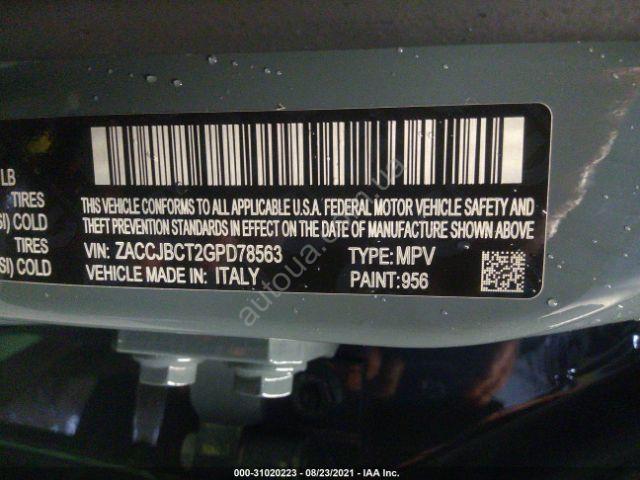 LB
TIRES
SI) COLD
TIRES
SI) COLD
THIS VEHICLE CONFORMS TO ALL APPLICABLE U.S.A. FEDERAL MOTOR VEHICLE SAFETY AND
THEFT PREVENTION STANDARDS IN EFFECT ON THE DATE OF MANUFACTURE SHOWN ABOVE
VIN: ZACCJBCT2GPD78563 TYPE: MPV
VEHICLE MADE IN: ITALY PAINT: 956
autoua.com.ua
000-31020223 - 08/23/2021 - IAA Inc.